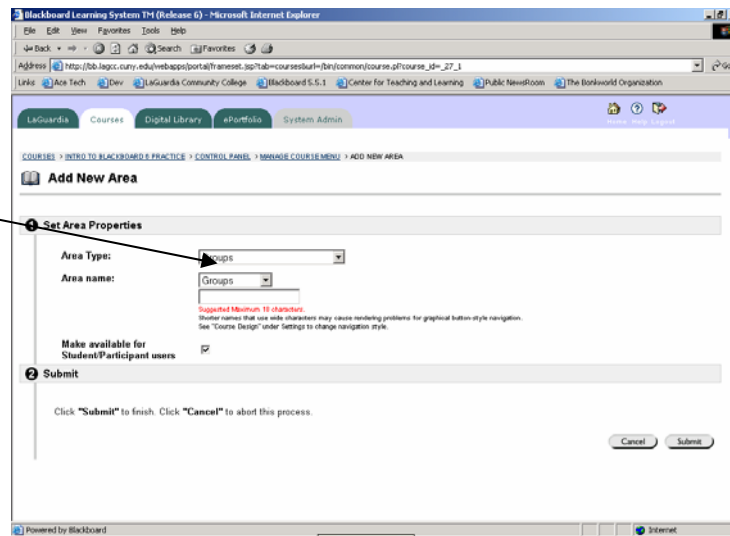 Blackboard Learning System TM (Release 6) - Microsoft Internet Explorer
File Edit View Favorites Tools Help
Back Search Favorites
Address http://bb.lagcc.cuny.edu/webapps/portal/frameset.jsp?tab=courses&url=/bin/common/course.pl?course_id=_27_1 Go
Links Ace Tech Dev LaGuardia Community College Blackboard 5.5.1 Center for Teaching and Learning Public NewsRoom The Bonkworld Organization
Home Help Logout
LaGuardia Courses Digital Library ePortfolio System Admin
COURSES > INTRO TO BLACKBOARD 6 PRACTICE > CONTROL PANEL > MANAGE COURSE MENU > ADD NEW AREA
Add New Area
1 Set Area Properties
Area Type: Groups
Area name: Groups
Suggested Maximum 18 characters.
Shorter names that use wide characters may cause rendering problems for graphical button-style navigation.
See "Course Design" under Settings to change navigation style.
Make available for
Student/Participant users
2 Submit
Click "Submit" to finish. Click "Cancel" to abort this process.
Cancel Submit
Powered by Blackboard Internet